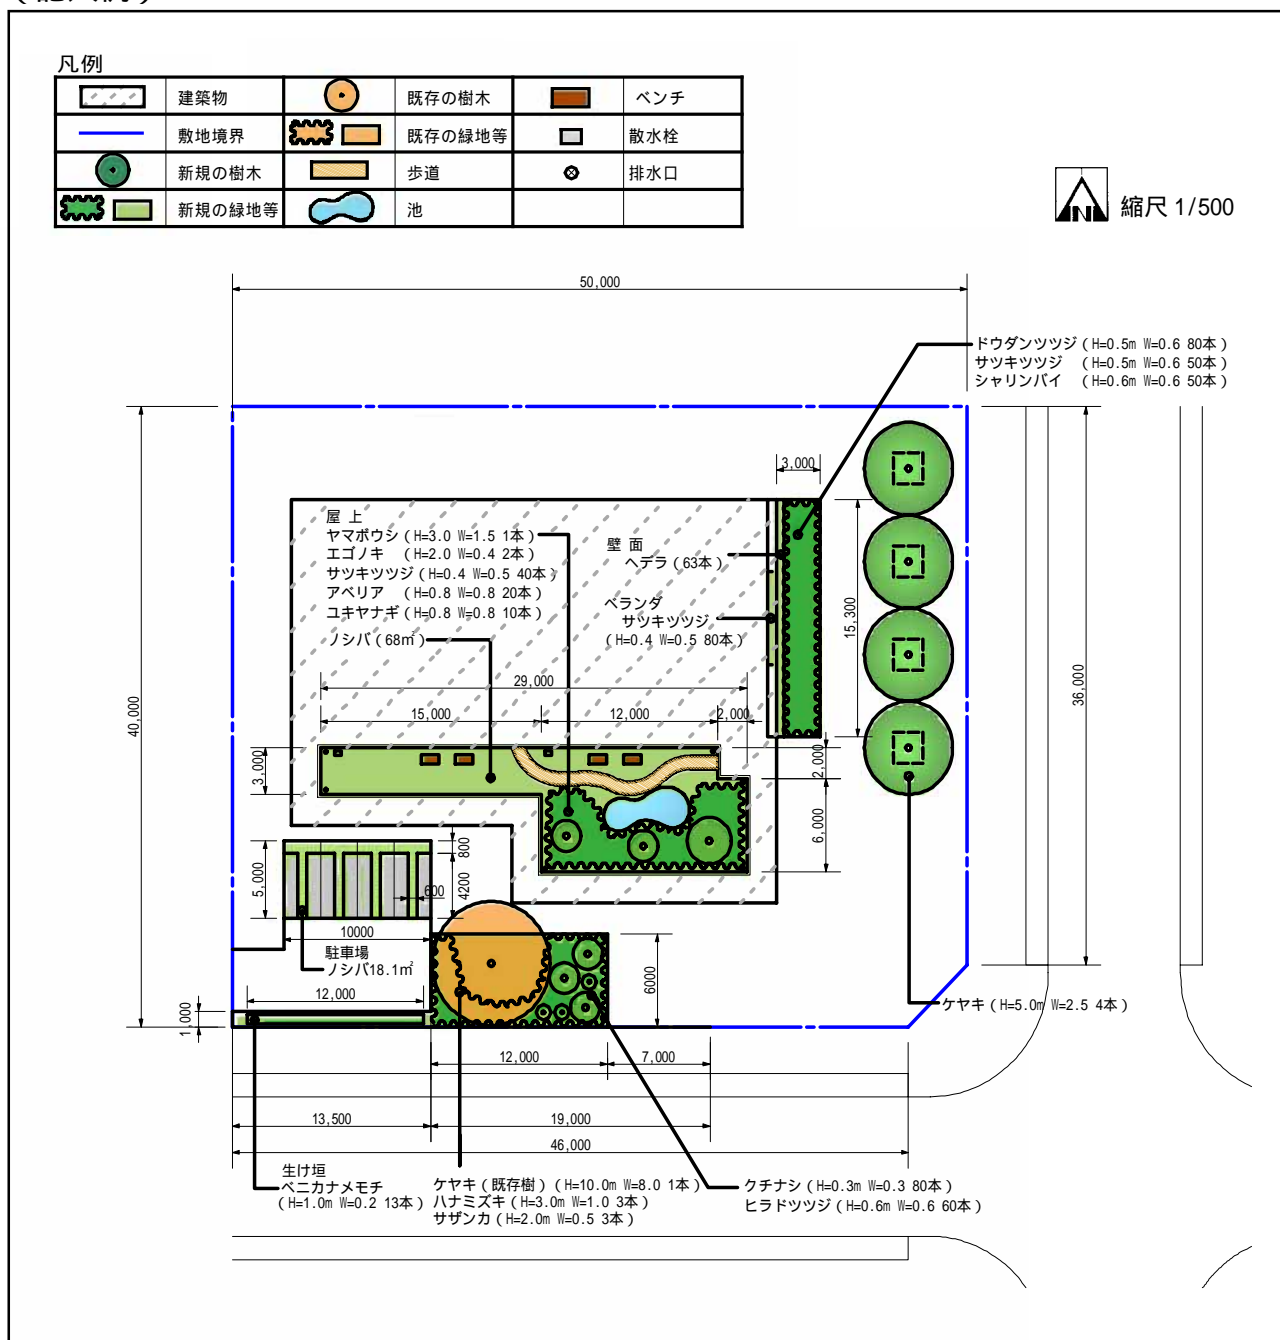 凡例
建築物
既存の樹木
ベンチ
敷地境界
既存の緑地等
散水栓
新規の樹木
歩道
排水口
新規の緑地等
池
N
縮尺 1/500
50,000
ドウダンツツジ（H=0.5m W=0.6 80本）
サツキツツジ （H=0.5m W=0.6 50本）
シャリンバイ （H=0.6m W=0.6 50本）
3,000
屋上
ヤマボウシ（H=3.0 W=1.5 1本）
エゴノキ （H=2.0 W=0.4 2本）
サツキツツジ（H=0.4 W=0.5 40本）
アベリア （H=0.8 W=0.8 20本）
ユキヤナギ（H=0.8 W=0.8 10本）
ノシバ（68㎡）
壁面
ヘデラ（63本）
ベランダ
サツキツツジ
（H=0.4 W=0.5 80本）
15,300
40,000
36,000
29,000
15,000
12,000
2,000
3,000
2,000
6,000
800
5,000
4200
600
10000
駐車場
ノシバ18.1㎡
12,000
1,000
6000
ケヤキ（H=5.0m W=2.5 4本）
12,000
7,000
13,500
19,000
46,000
生け垣
ベニカナメモチ
（H=1.0m W=0.2 13本）
ケヤキ（既存樹）（H=10.0m W=8.0 1本）
ハナミズキ（H=3.0m W=1.0 3本）
サザンカ（H=2.0m W=0.5 3本）
クチナシ（H=0.3m W=0.3 80本）
ヒラドツツジ（H=0.6m W=0.6 60本）